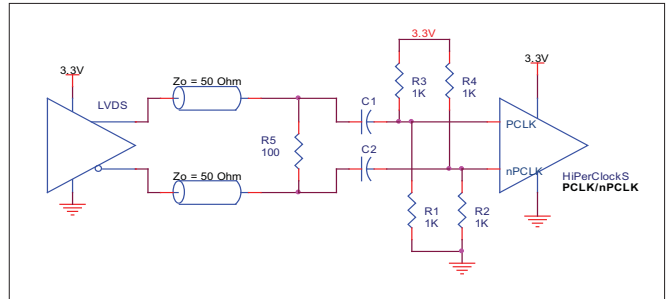 3.3V
3.3V
3.3V
Zo = 50 Ohm
LVDS
C1
R3
1K
R4
1K
PCLK
R5
100
C2
nPCLK
Zo = 50 Ohm
HiPerClockS
PCLK/nPCLK
R1
1K
R2
1K